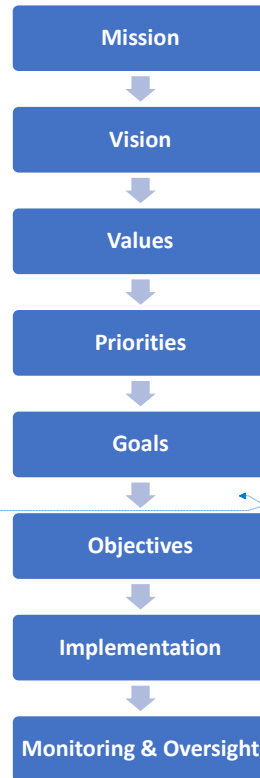 Mission
Vision
Values
Priorities
Goals
Objectives
Implementation
Monitoring & Oversight